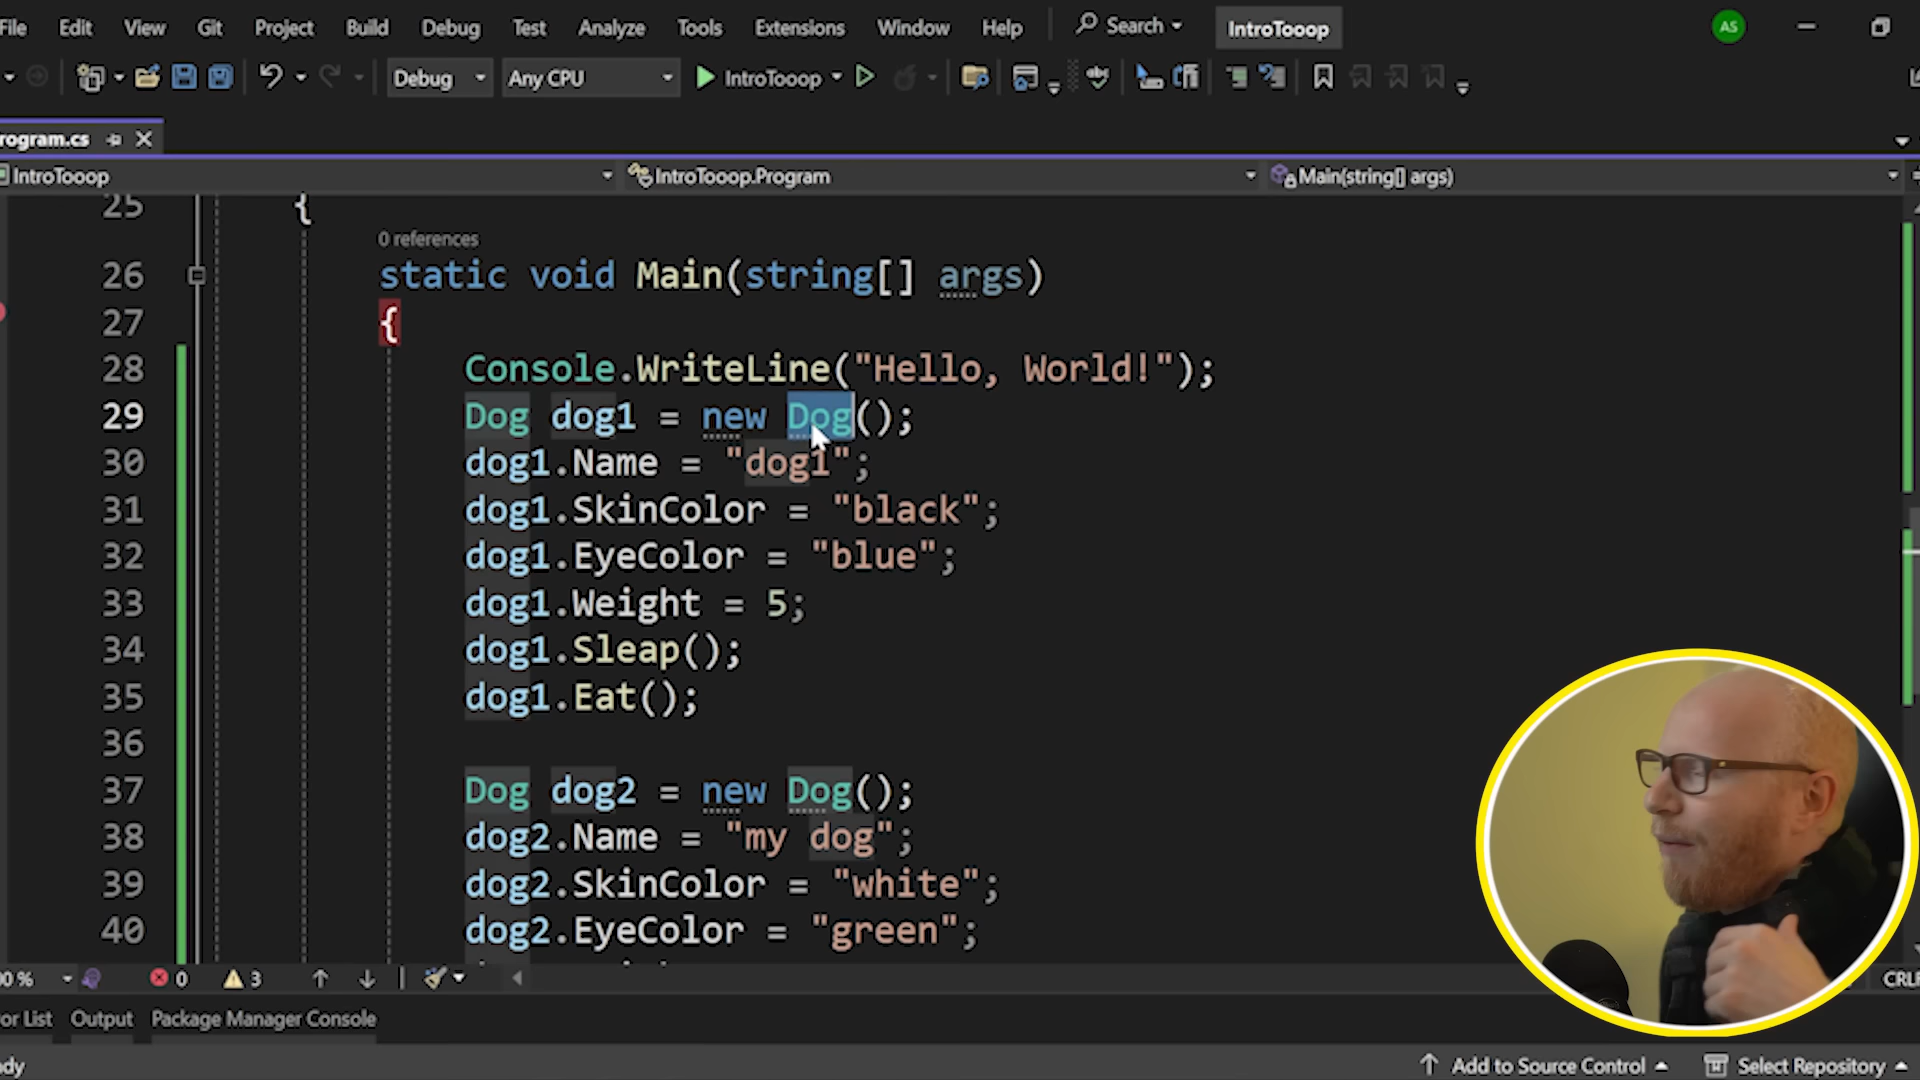 File Edit View Git Project Build Debug Test Analyze Tools Extensions Window Help Search IntroTooop AS
Debug Any CPU IntroTooop
rogram.cs
IntroTooop IntroTooop.Program Main(string[] args)
25 {
0 references
26 static void Main(string[] args)
27 {
28 Console.WriteLine("Hello, World!");
29 Dog dog1 = new Dog();
30 dog1.Name = "dog1";
31 dog1.SkinColor = "black";
32 dog1.EyeColor = "blue";
33 dog1.Weight = 5;
34 dog1.Sleap();
35 dog1.Eat();
36
37 Dog dog2 = new Dog();
38 dog2.Name = "my dog";
39 dog2.SkinColor = "white";
40 dog2.EyeColor = "green";
00 % 0 3 CRLF
or List Output Package Manager Console
dy Add to Source Control Select Repository